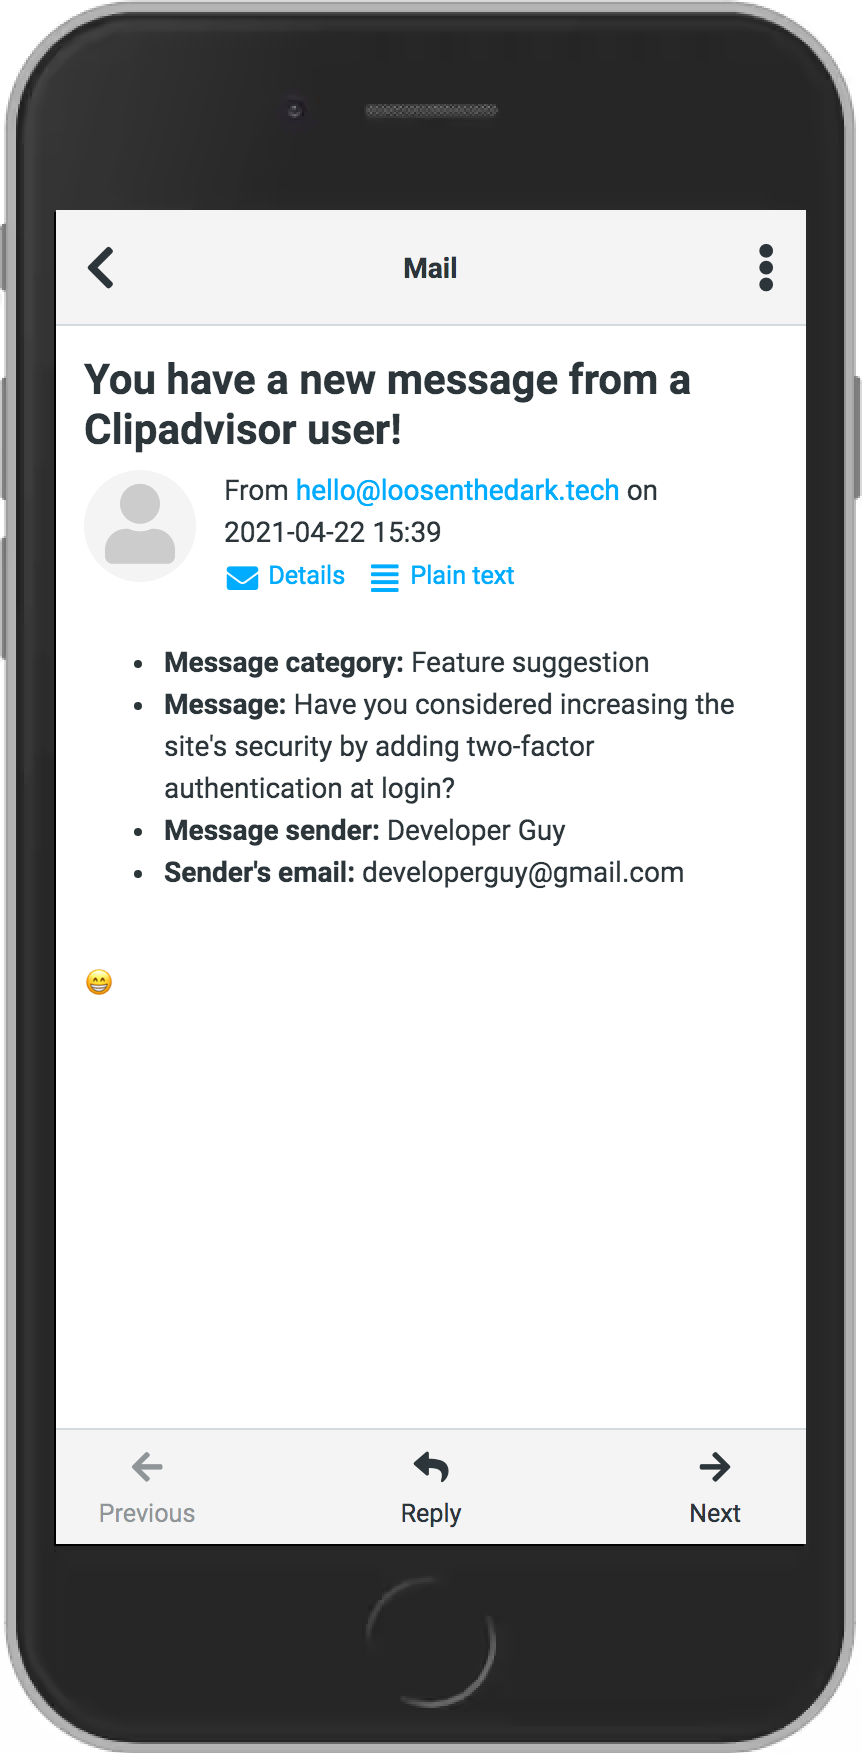 Mail
You have a new message from a
Clipadvisor user!
From hello@loosenthedark.tech on
2021-04-22 15:39
Details Plain text
• Message category: Feature suggestion
• Message: Have you considered increasing the
site's security by adding two-factor
authentication at login?
• Message sender: Developer Guy
• Sender's email: developerguy@gmail.com
😁
Previous Reply Next